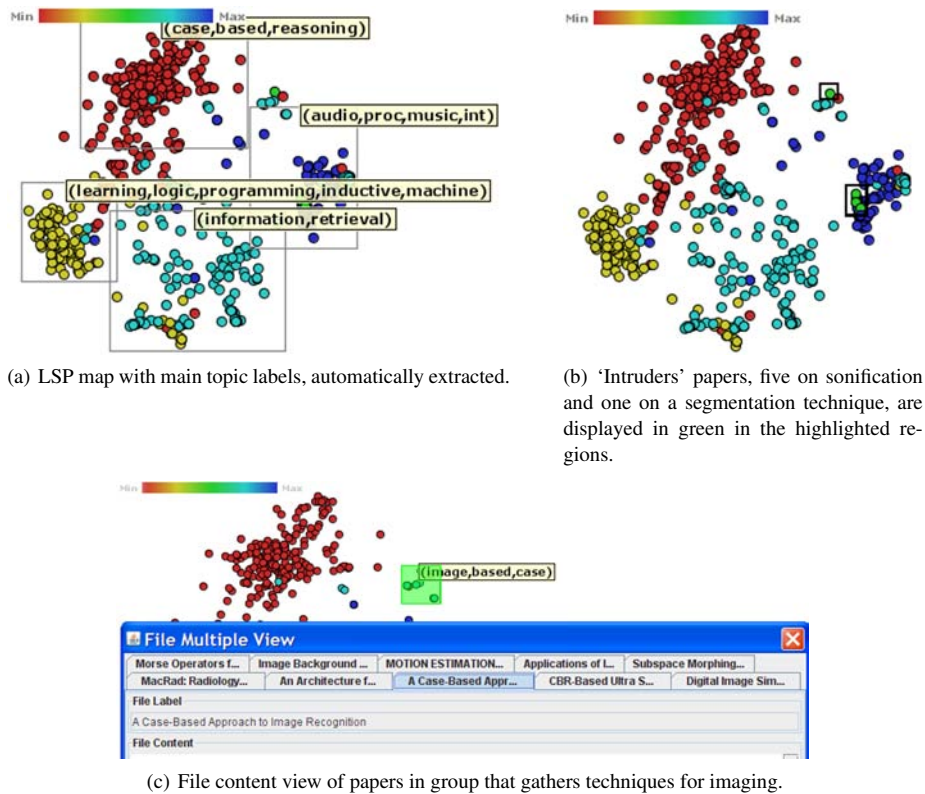 Min Max
(case,based,reasoning)
(audio,proc,music,int)
(learning,logic,programming,inductive,machine)
(information,retrieval)
Min Max
(a) LSP map with main topic labels, automatically extracted.
(b) ‘Intruders’ papers, five on sonification
and one on a segmentation technique, are
displayed in green in the highlighted re-
gions.
Min Max
(image,based,case)
File Multiple View
Morse Operators f... Image Background ... MOTION ESTIMATION... Applications of I... Subspace Morphing...
MacRad: Radiology... An Architecture f... A Case-Based Appr... CBR-Based Ultra S... Digital Image Sim...
File Label
A Case-Based Approach to Image Recognition
File Content
(c) File content view of papers in group that gathers techniques for imaging.